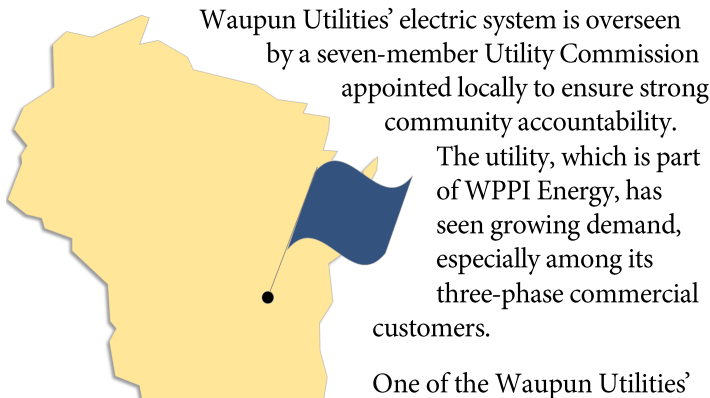 Waupun Utilities’ electric system is overseen
by a seven-member Utility Commission
appointed locally to ensure strong
community accountability.
The utility, which is part
of WPPI Energy, has
seen growing demand,
especially among its
three-phase commercial
customers.
One of the Waupun Utilities’